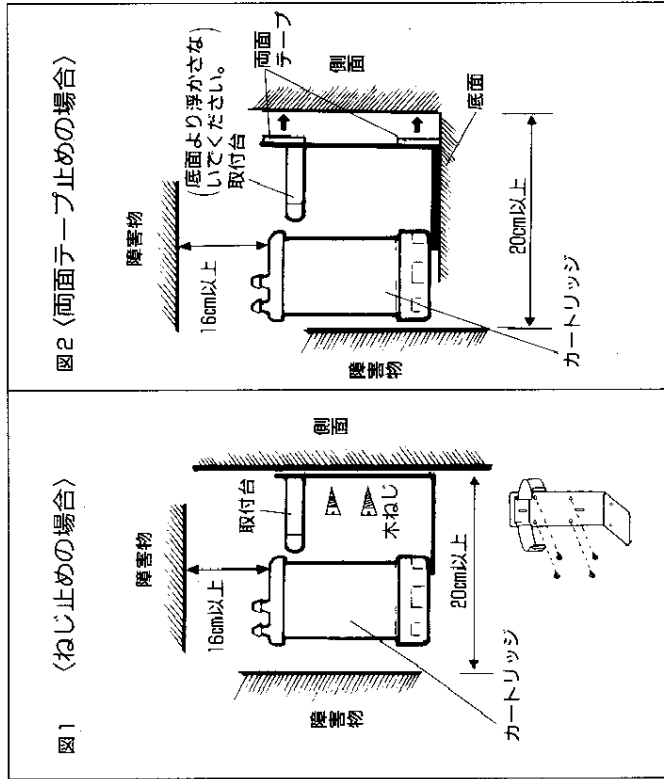 図1 〈ねじ止めの場合〉
障害物
16cm以上
取付台
側面
木ねじ
障害物
20cm以上
カートリッジ
図2〈両面テープ止めの場合〉
障害物
16cm以上
(底面より浮かさな
いでください。)
取付台
両面
テープ
側面
障害物
20cm以上
底面
カートリッジ